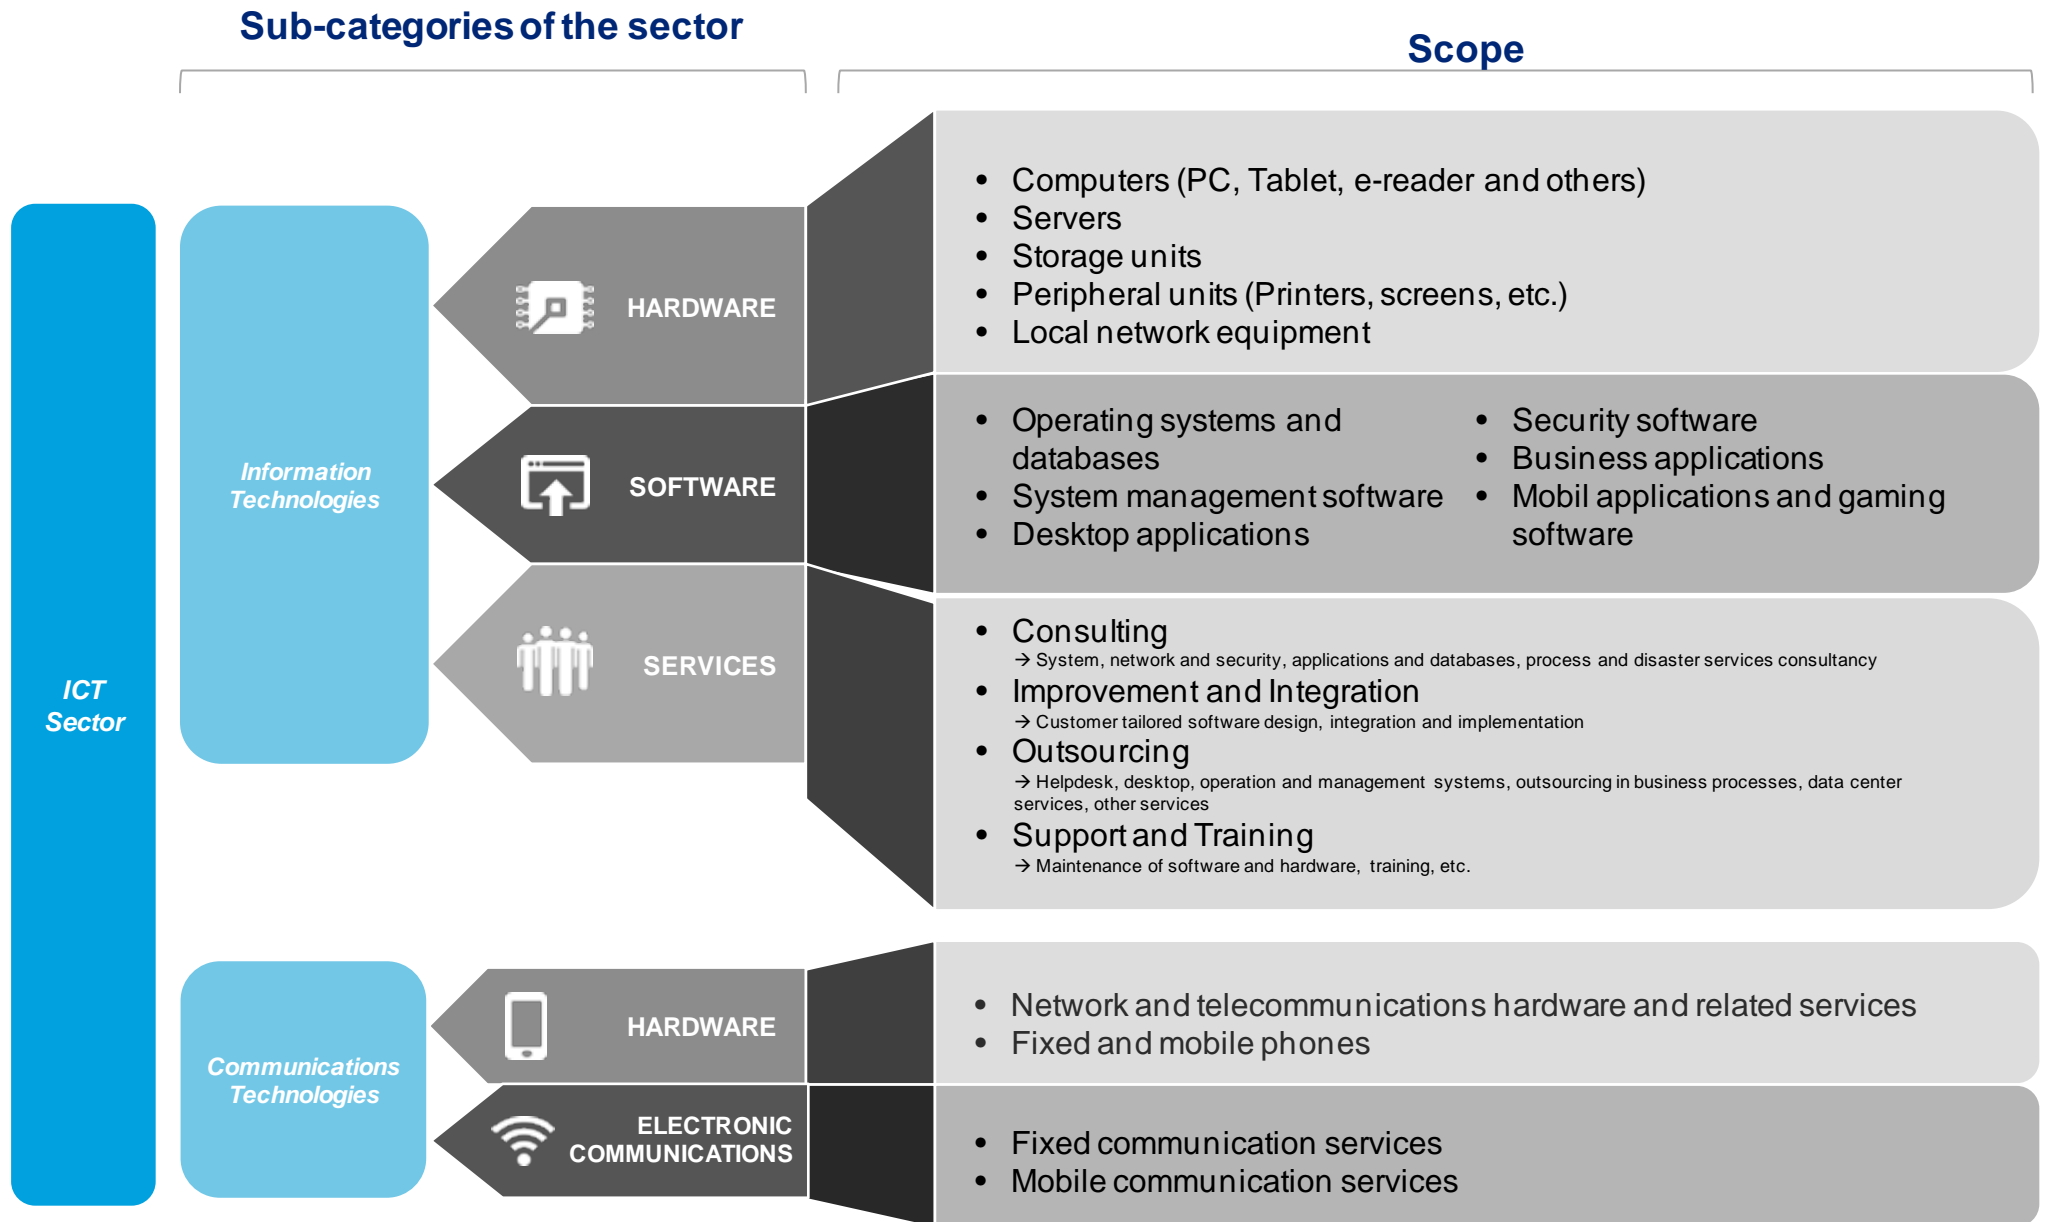 Sub-categories of the sector
Scope
ICT
Sector
Information
Technologies
HARDWARE
• Computers (PC, Tablet, e-reader and others)
• Servers
• Storage units
• Peripheral units (Printers, screens, etc.)
• Local network equipment
SOFTWARE
• Operating systems and
databases
• System management software
• Desktop applications
• Security software
• Business applications
• Mobil applications and gaming
software
SERVICES
• Consulting
→ System, network and security, applications and databases, process and disaster services consultancy
• Improvement and Integration
→ Customer tailored software design, integration and implementation
• Outsourcing
→ Helpdesk, desktop, operation and management systems, outsourcing in business processes, data center
services, other services
• Support and Training
→ Maintenance of software and hardware, training, etc.
Communications
Technologies
HARDWARE
• Network and telecommunications hardware and related services
• Fixed and mobile phones
ELECTRONIC
COMMUNICATIONS
• Fixed communication services
• Mobile communication services